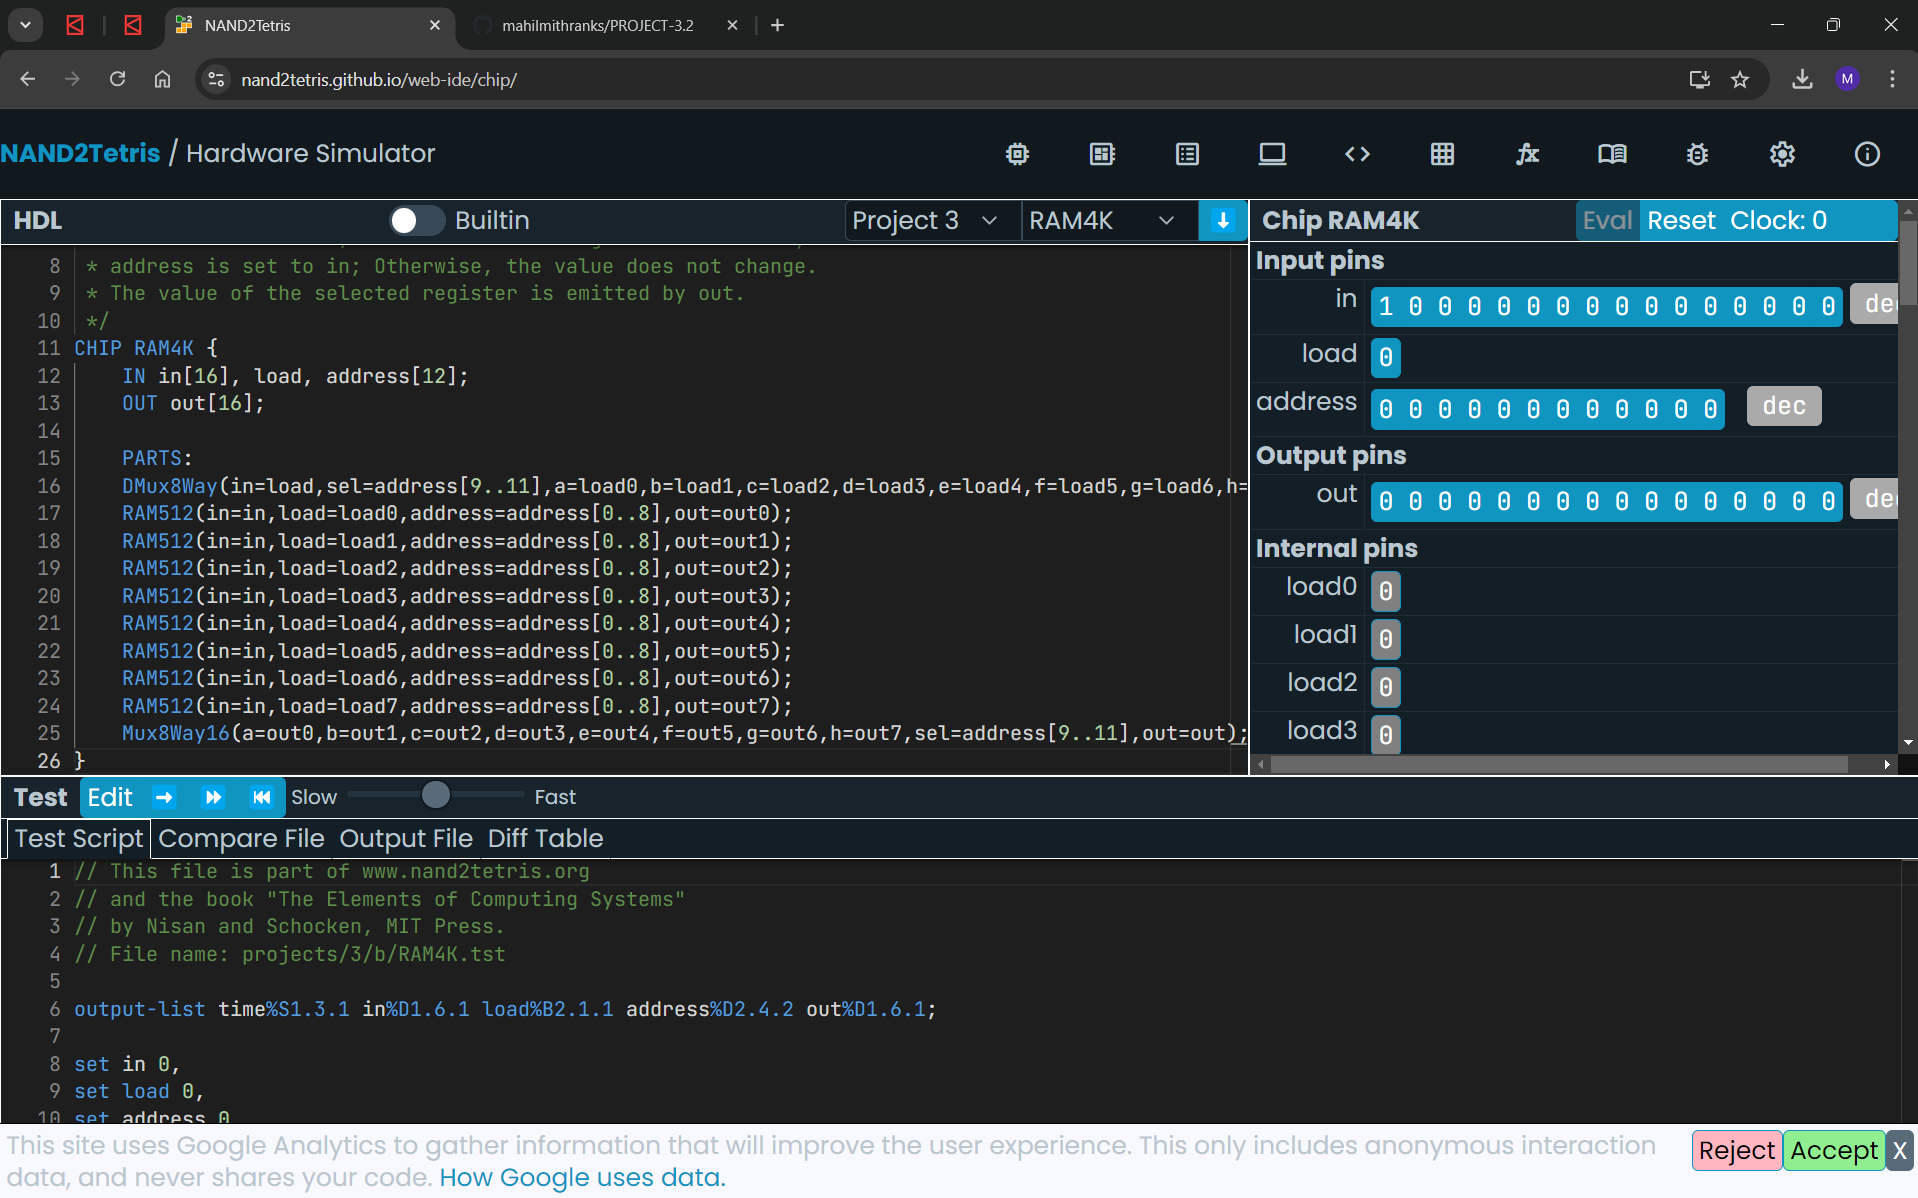 NAND2Tetris
mahilmithranks/PROJECT-3.2
nand2tetris.github.io/web-ide/chip/
M
NAND2Tetris / Hardware Simulator
HDL
Builtin
Project 3
RAM4K
8 * address is set to in; Otherwise, the value does not change.
9 * The value of the selected register is emitted by out.
10 */
11 CHIP RAM4K {
12 IN in[16], load, address[12];
13 OUT out[16];
14
15 PARTS:
16 DMux8Way(in=load,sel=address[9..11],a=load0,b=load1,c=load2,d=load3,e=load4,f=load5,g=load6,h=
17 RAM512(in=in,load=load0,address=address[0..8],out=out0);
18 RAM512(in=in,load=load1,address=address[0..8],out=out1);
19 RAM512(in=in,load=load2,address=address[0..8],out=out2);
20 RAM512(in=in,load=load3,address=address[0..8],out=out3);
21 RAM512(in=in,load=load4,address=address[0..8],out=out4);
22 RAM512(in=in,load=load5,address=address[0..8],out=out5);
23 RAM512(in=in,load=load6,address=address[0..8],out=out6);
24 RAM512(in=in,load=load7,address=address[0..8],out=out7);
25 Mux8Way16(a=out0,b=out1,c=out2,d=out3,e=out4,f=out5,g=out6,h=out7,sel=address[9..11],out=out);
26 }
Chip RAM4K
Eval Reset Clock: 0
Input pins
in 1 0 0 0 0 0 0 0 0 0 0 0 0 0 0 0 dec
load 0
address 0 0 0 0 0 0 0 0 0 0 0 0 dec
Output pins
out 0 0 0 0 0 0 0 0 0 0 0 0 0 0 0 0 dec
Internal pins
load0 0
load1 0
load2 0
load3 0
Test Edit Slow Fast
Test Script Compare File Output File Diff Table
1 // This file is part of www.nand2tetris.org
2 // and the book "The Elements of Computing Systems"
3 // by Nisan and Schocken, MIT Press.
4 // File name: projects/3/b/RAM4K.tst
5
6 output-list time%S1.3.1 in%D1.6.1 load%B2.1.1 address%D2.4.2 out%D1.6.1;
7
8 set in 0,
9 set load 0,
10 set address 0
This site uses Google Analytics to gather information that will improve the user experience. This only includes anonymous interaction
data, and never shares your code. How Google uses data.
Reject Accept X